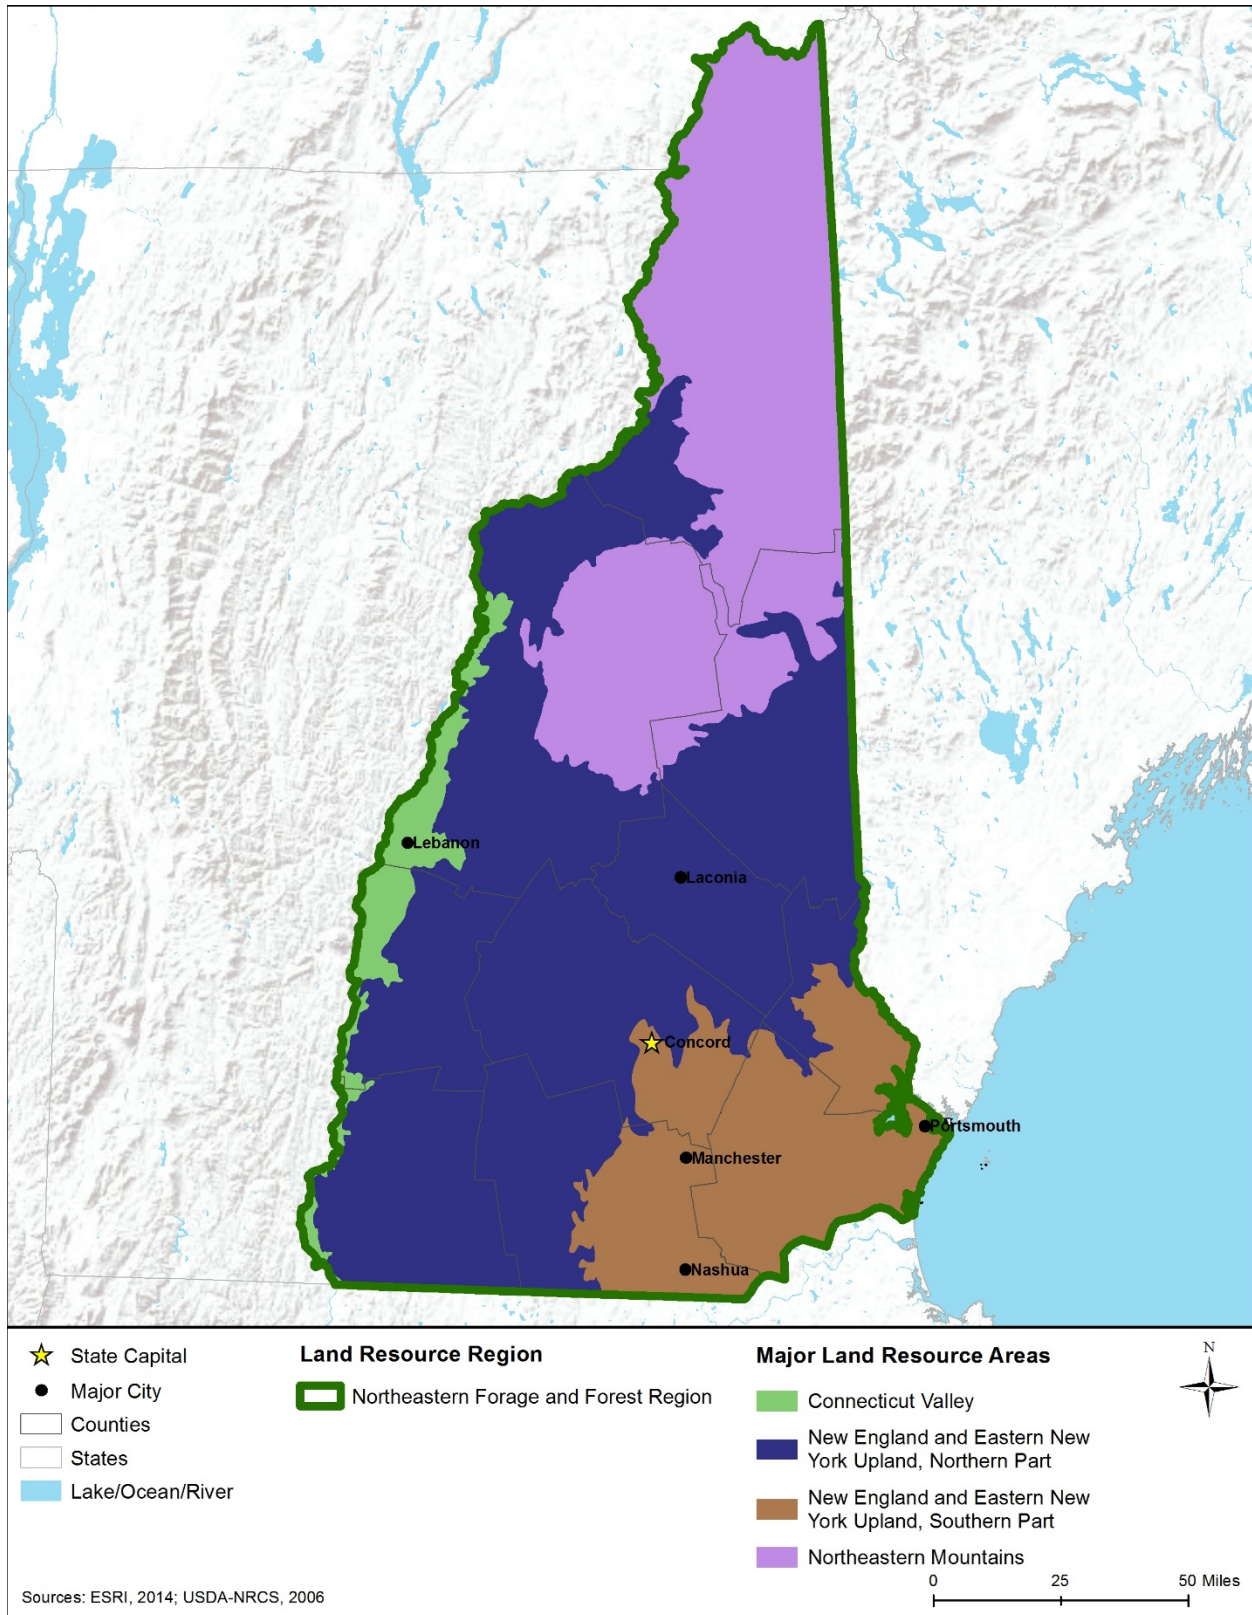 Lebanon
Laconia
Concord
Portsmouth
Manchester
Nashua
State Capital
Major City
Counties
States
Lake/Ocean/River
Land Resource Region
Northeastern Forage and Forest Region
Major Land Resource Areas
Connecticut Valley
New England and Eastern New
York Upland, Northern Part
New England and Eastern New
York Upland, Southern Part
Northeastern Mountains
N
0 25 50 Miles
Sources: ESRI, 2014; USDA-NRCS, 2006